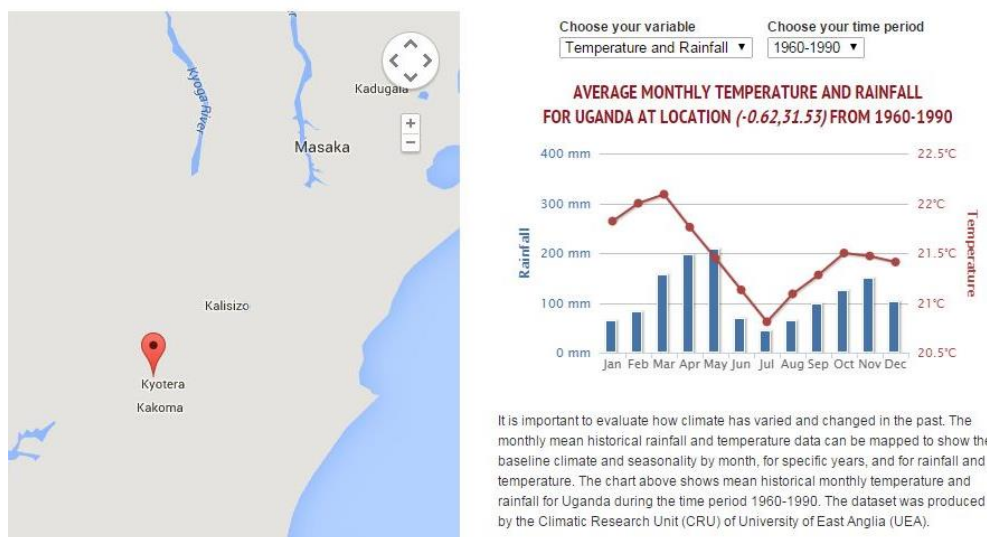 Kyoga River
Kadugala
Masaka
Kalisizo
Kyotera
Kakoma
+
−
Choose your variable
Choose your time period
Temperature and Rainfall
1960-1990
AVERAGE MONTHLY TEMPERATURE AND RAINFALL
FOR UGANDA AT LOCATION (-0.62,31.53) FROM 1960-1990
400 mm
300 mm
200 mm
100 mm
0 mm
Rainfall
22.5°C
22°C
21.5°C
21°C
20.5°C
Temperature
Jan Feb Mar Apr May Jun Jul Aug Sep Oct Nov Dec
It is important to evaluate how climate has varied and changed in the past. The
monthly mean historical rainfall and temperature data can be mapped to show the
baseline climate and seasonality by month, for specific years, and for rainfall and
temperature. The chart above shows mean historical monthly temperature and
rainfall for Uganda during the time period 1960-1990. The dataset was produced
by the Climatic Research Unit (CRU) of University of East Anglia (UEA).